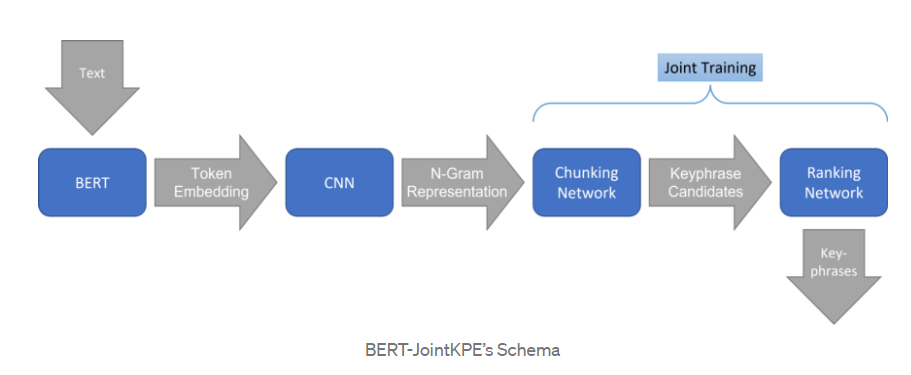 Joint Training
Text
BERT
Token
Embedding
CNN
N-Gram
Representation
Chunking
Network
Keyphrase
Candidates
Ranking
Network
Key-
phrases
BERT-JointKPE's Schema